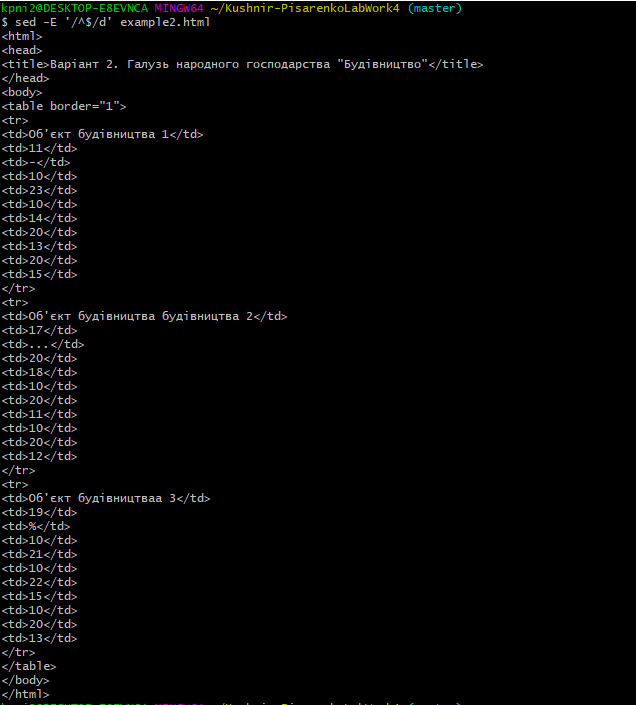 kpni2@DESKTOP-E8EVNCA MINGW64 ~/Kushnir-PisarenkoLabWork4 (master)
$ sed -E '/^$/d' example2.html
<html>
<head>
<title>Варіант 2. Галузь народного господарства "Будівництво"</title>
</head>
<body>
<table border="1">
<tr>
<td>Об'єкт будівництва 1</td>
<td>11</td>
<td>-</td>
<td>10</td>
<td>23</td>
<td>10</td>
<td>14</td>
<td>20</td>
<td>13</td>
<td>20</td>
<td>15</td>
</tr>
<tr>
<td>Об'єкт будівництва будівництва 2</td>
<td>17</td>
<td>...</td>
<td>20</td>
<td>18</td>
<td>10</td>
<td>20</td>
<td>11</td>
<td>10</td>
<td>20</td>
<td>12</td>
</tr>
<tr>
<td>Об'єкт будівництваа 3</td>
<td>19</td>
<td>%</td>
<td>10</td>
<td>21</td>
<td>10</td>
<td>22</td>
<td>15</td>
<td>10</td>
<td>20</td>
<td>13</td>
</tr>
</table>
</body>
</html>